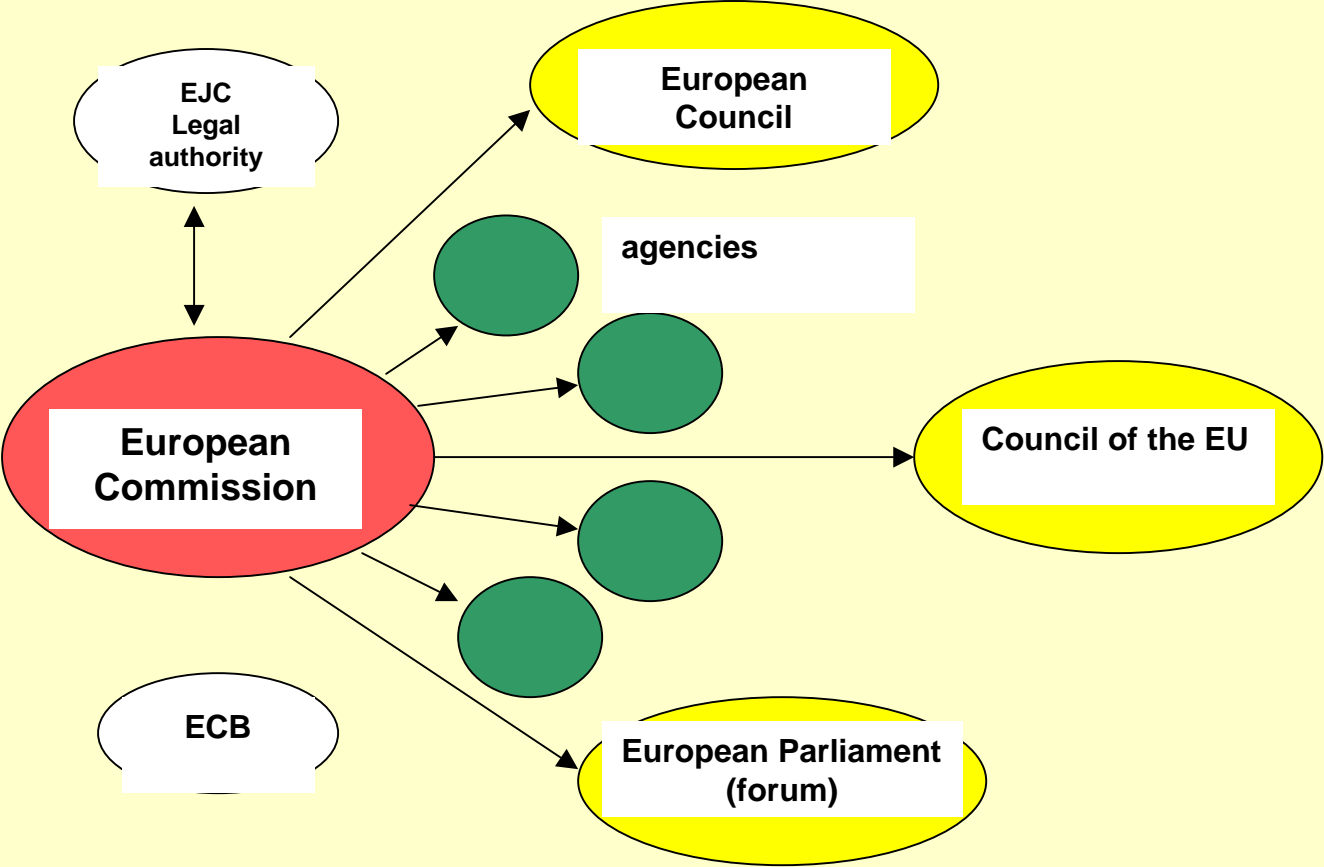 EJC
Legal
authority
European
Council
agencies
European
Commission
Council of the EU
ECB
European Parliament
(forum)